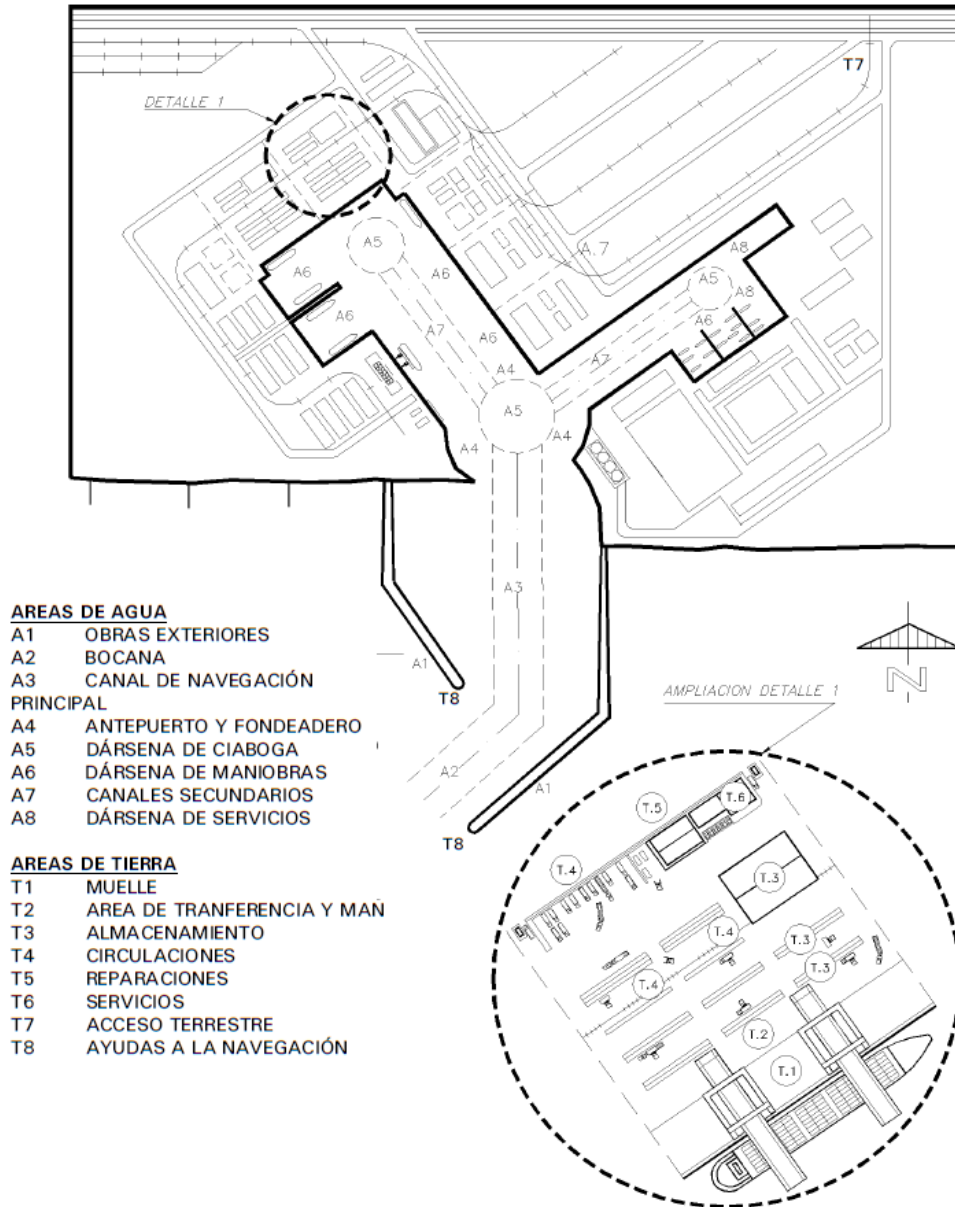 T7
DETALLE 1
A5
A6
A6
A.7
A8
A5
A8
A6
A6
A7
A6
A7
A4
A5
A4
A4
A3
AREAS DE AGUA
A1 OBRAS EXTERIORES
A2 BOCANA
A3 CANAL DE NAVEGACIÓN
PRINCIPAL
A4 ANTEPUERTO Y FONDEADERO
A5 DÁRSENA DE CIABOGA
A6 DÁRSENA DE MANIOBRAS
A7 CANALES SECUNDARIOS
A8 DÁRSENA DE SERVICIOS
A1
T8
A2
A1
T8
N
AMPLIACION DETALLE 1
AREAS DE TIERRA
T1 MUELLE
T2 AREA DE TRANFERENCIA Y MAÑ
T3 ALMACENAMIENTO
T4 CIRCULACIONES
T5 REPARACIONES
T6 SERVICIOS
T7 ACCESO TERRESTRE
T8 AYUDAS A LA NAVEGACIÓN
T.6
T.5
T.4
T.3
T.4
T.3
T.3
T.4
T.2
T.1